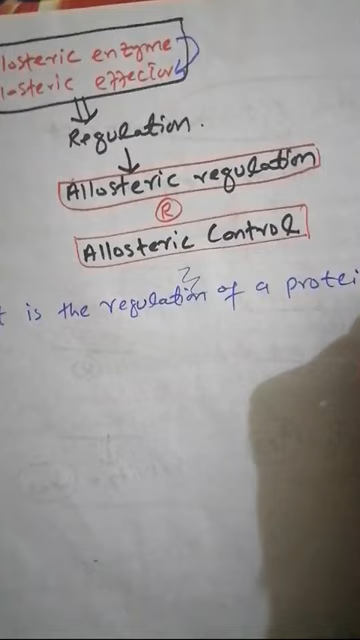 losteric enzyme
losteric effector
Regulation.
Allosteric regulation
R
Allosteric Control
t is the regulation of a protei